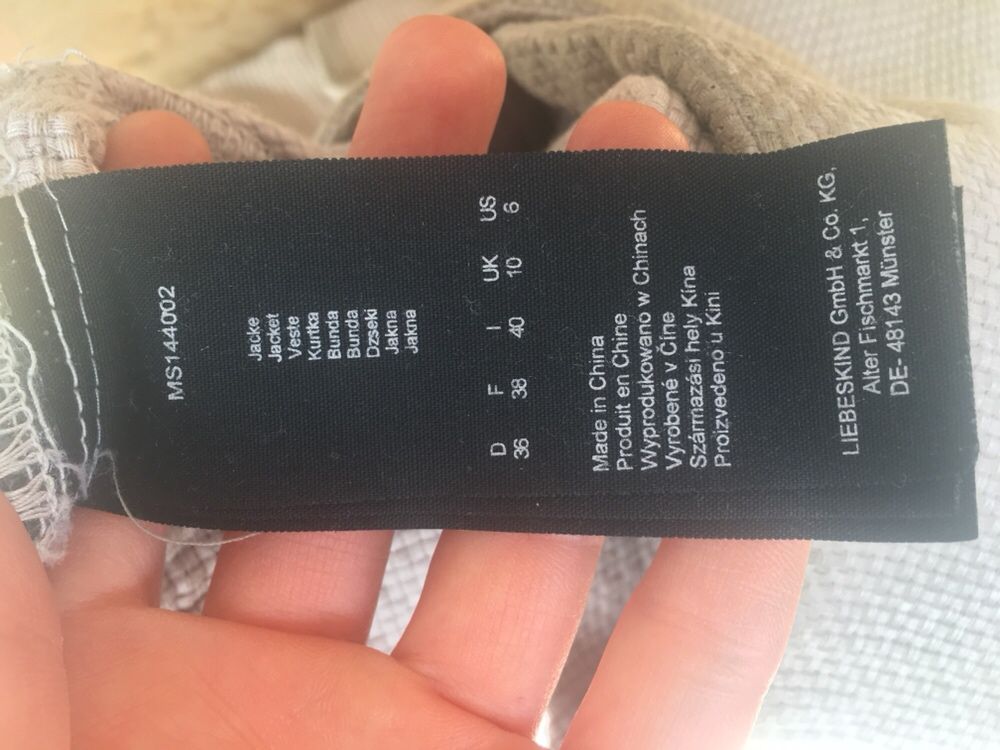 MS144002
Jacke
Jacket
Veste
Kurtka
Bunda
Bunda
Dzseki
Jakna
Jakna
D F I UK US
36 38 40 10 6
Made in China
Produit en Chine
Wyprodukowano w Chinach
Vyrobené v Číne
Származási hely Kína
Proizvedeno u Kini
LIEBESKIND GmbH & Co. KG,
Alter Fischmarkt 1,
DE- 48143 Münster